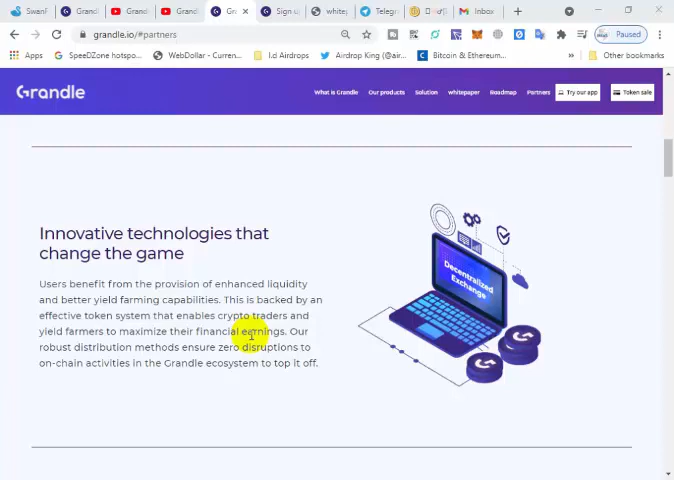 SwanF
Grandl
Grandl
Grandl
Gr
Sign u
whitep
Telegr
Inbox
grandle.io/#partners
Paused
Apps
SpeeDZone hotspo...
WebDollar - Curren...
I.d Airdrops
Airdrop King (@air...
Bitcoin & Ethereum...
»
Other bookmarks
Grandle
What is Grandle
Our products
Solution
whitepaper
Roadmap
Partners
Try our app
Token sale
Innovative technologies that
change the game
Users benefit from the provision of enhanced liquidity
and better yield farming capabilities. This is backed by an
effective token system that enables crypto traders and
yield farmers to maximize their financial earnings. Our
robust distribution methods ensure zero disruptions to
on-chain activities in the Grandle ecosystem to top it off.
Decentralized
Exchange